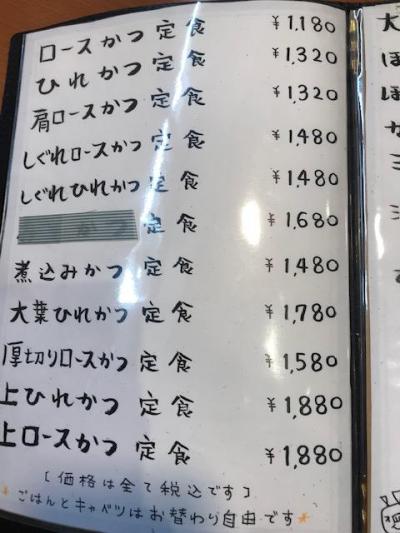 ロースかつ定食 ¥1,180
ひれかつ定食 ¥1,320
肩ロースかつ定食 ¥1,320
しぐれロースかつ定食 ¥1,480
しぐれひれかつ定食 ¥1,480
定食 ¥1,680
煮込みかつ定食 ¥1,480
大葉ひれかつ定食 ¥1,780
厚切りロースかつ定食 ¥1,580
上ひれかつ定食 ¥1,880
上ロースかつ定食 ¥1,880
[価格は全て税込です]
ごはんとキャベツはお替わり自由です
大
ほ
ほ